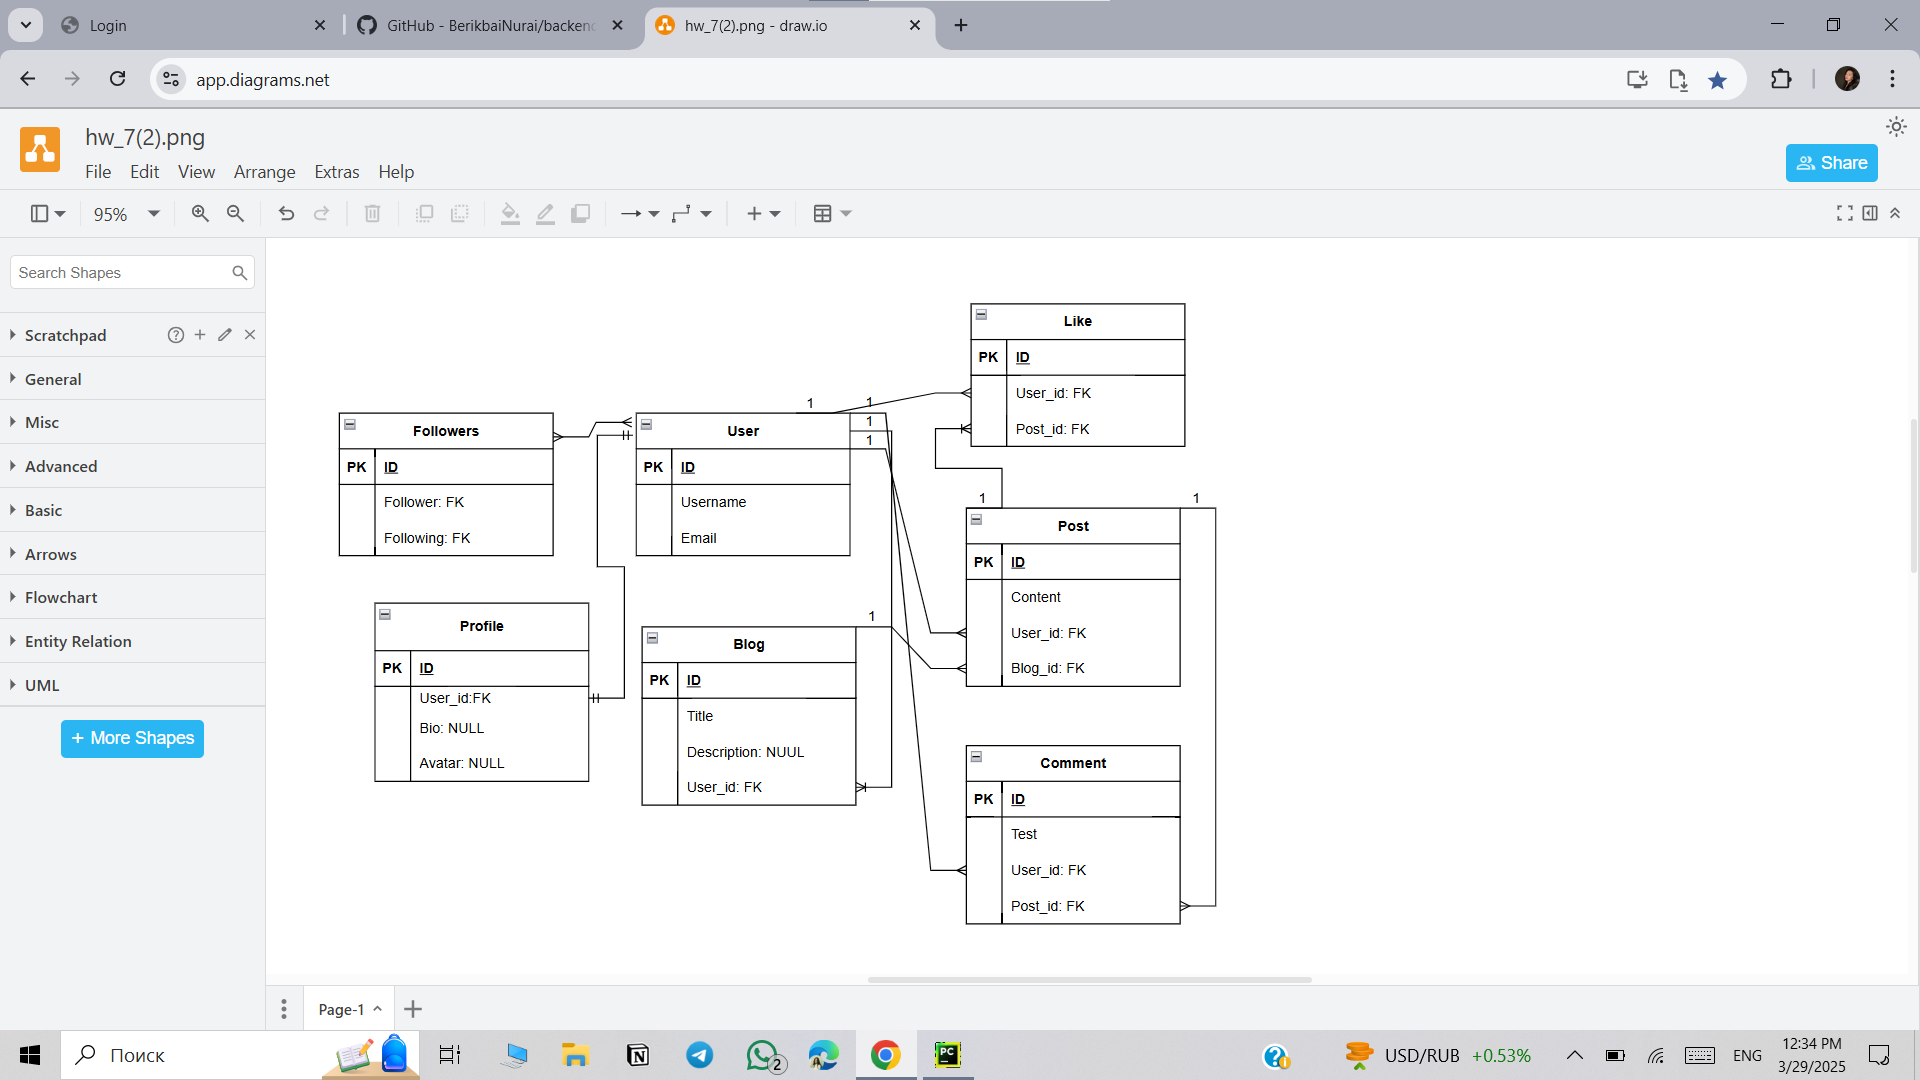 Login
GitHub - BerikbaiNurai/backend
hw_7(2).png - draw.io
app.diagrams.net
hw_7(2).png
File Edit View Arrange Extras Help
Share
95%
Search Shapes
Scratchpad
General
Misc
Advanced
Basic
Arrows
Flowchart
Entity Relation
UML
+ More Shapes
Like
PK ID
User_id: FK
Post_id: FK
1
1
1
1
Followers
PK ID
Follower: FK
Following: FK
User
PK ID
Username
Email
1
1
Post
PK ID
Content
User_id: FK
Blog_id: FK
Profile
PK ID
User_id:FK
Bio: NULL
Avatar: NULL
1
Blog
PK ID
Title
Description: NUUL
User_id: FK
Comment
PK ID
Test
User_id: FK
Post_id: FK
Page-1
Поиск
2
PC
USD/RUB +0.53%
ENG
12:34 PM
3/29/2025